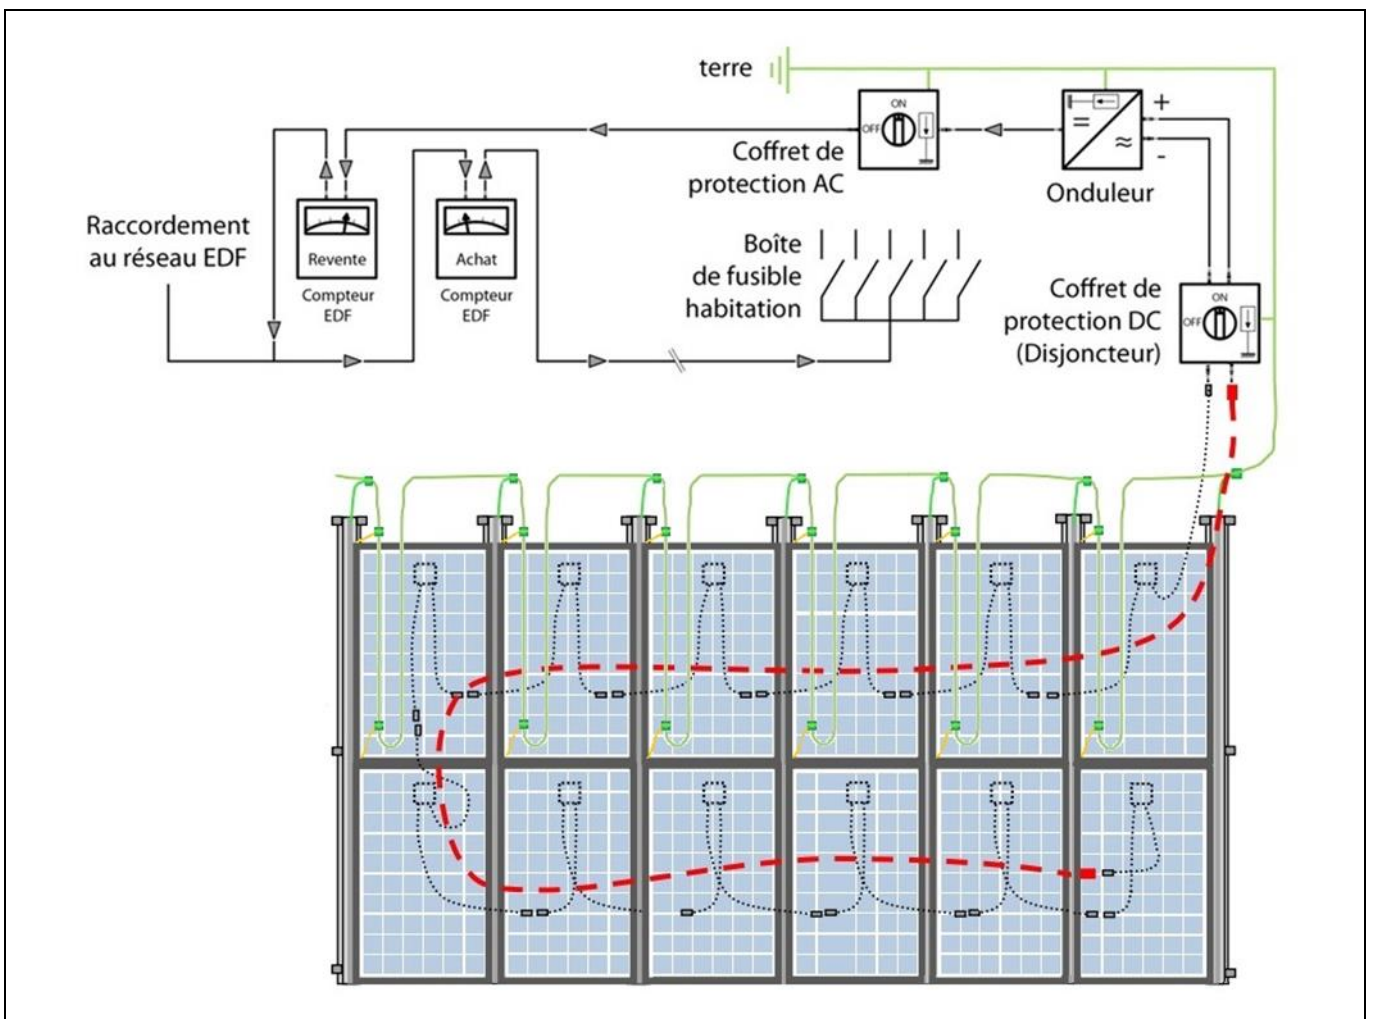 terre
ON
OFF
Coffret de
protection AC
=
≈
+
-
Onduleur
Raccordement
au réseau EDF
Revente
Compteur
EDF
Achat
Compteur
EDF
Boîte
de fusible
habitation
Coffret de
protection DC
(Disjoncteur)
ON
OFF